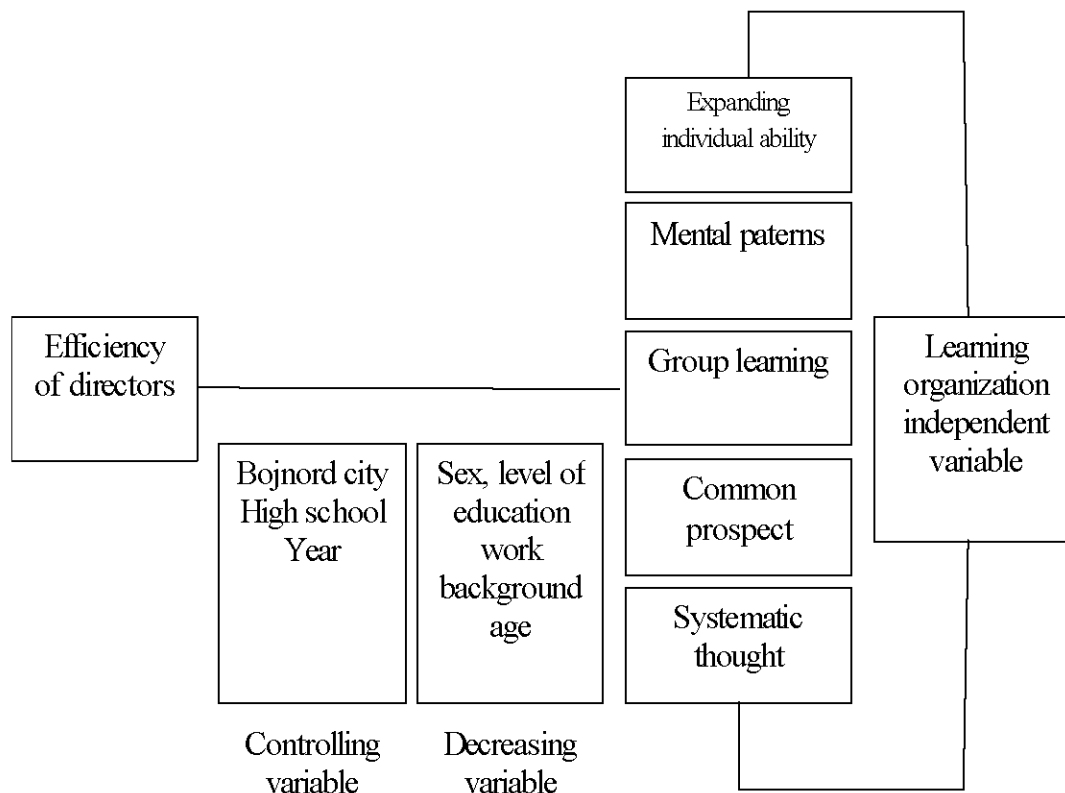 Expanding
individual ability
Mental paterns
Efficiency
of directors
Group learning
Learning
organization
independent
variable
Bojnord city
High school
Year
Sex, level of
education
work
background
age
Common
prospect
Systematic
thought
Controlling
variable
Decreasing
variable